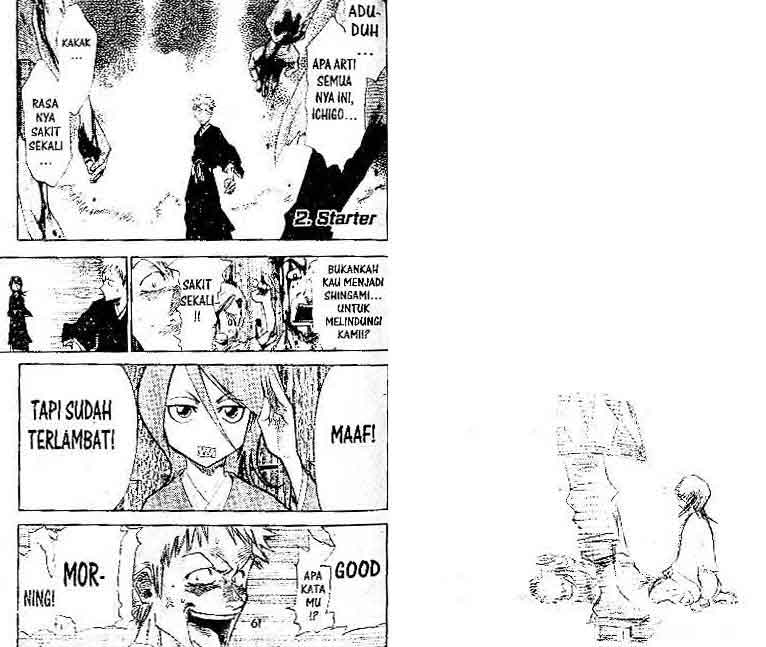 ADU-
DUH
...
APA ARTI
SEMUA
NYA INI,
ICHIGO...
KAKAK
...
RASA
NYA
SAKIT
SEKALI
...
2. Starter
BUKANKAH
KAU MENJADI
SHINGAMI...
UNTUK
MELINDUNGI
KAMI!?
SAKIT
SEKALI
!!
MAAF!
TAPI SUDAH
TERLAMBAT!
GOOD
MOR-
NING!
APA
KATA
MU
!?
61